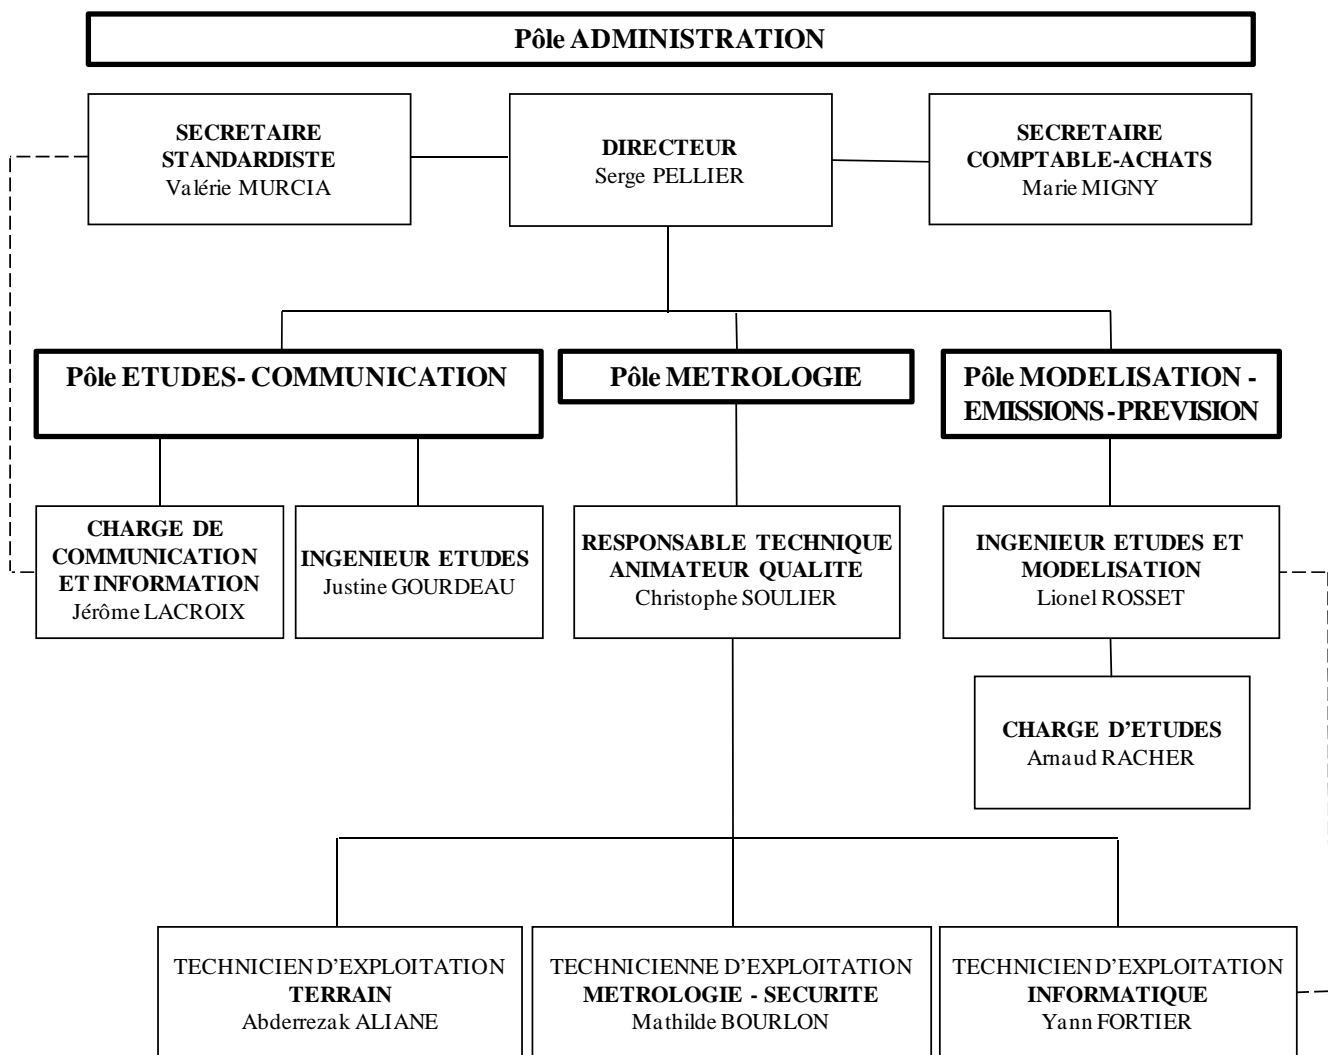 Pôle ADMINISTRATION
SECRETAIRE
STANDARDISTE
Valérie MURCIA
DIRECTEUR
Serge PELLIER
SECRETAIRE
COMPTABLE-ACHATS
Marie MIGNY
Pôle ETUDES- COMMUNICATION
Pôle METROLOGIE
Pôle MODELISATION -
EMISSIONS - PREVISION
CHARGE DE
COMMUNICATION
ET INFORMATION
Jérôme LACROIX
INGENIEUR ETUDES
Justine GOURDEAU
RESPONSABLE TECHNIQUE
ANIMATEUR QUALITE
Christophe SOULIER
INGENIEUR ETUDES ET
MODELISATION
Lionel ROSSET
CHARGE D'ETUDES
Arnaud RACHER
TECHNICIEN D'EXPLOITATION
TERRAIN
Abderrezak ALIANE
TECHNICIENNE D'EXPLOITATION
METROLOGIE - SECURITE
Mathilde BOURLON
TECHNICIEN D'EXPLOITATION
INFORMATIQUE
Yann FORTIER